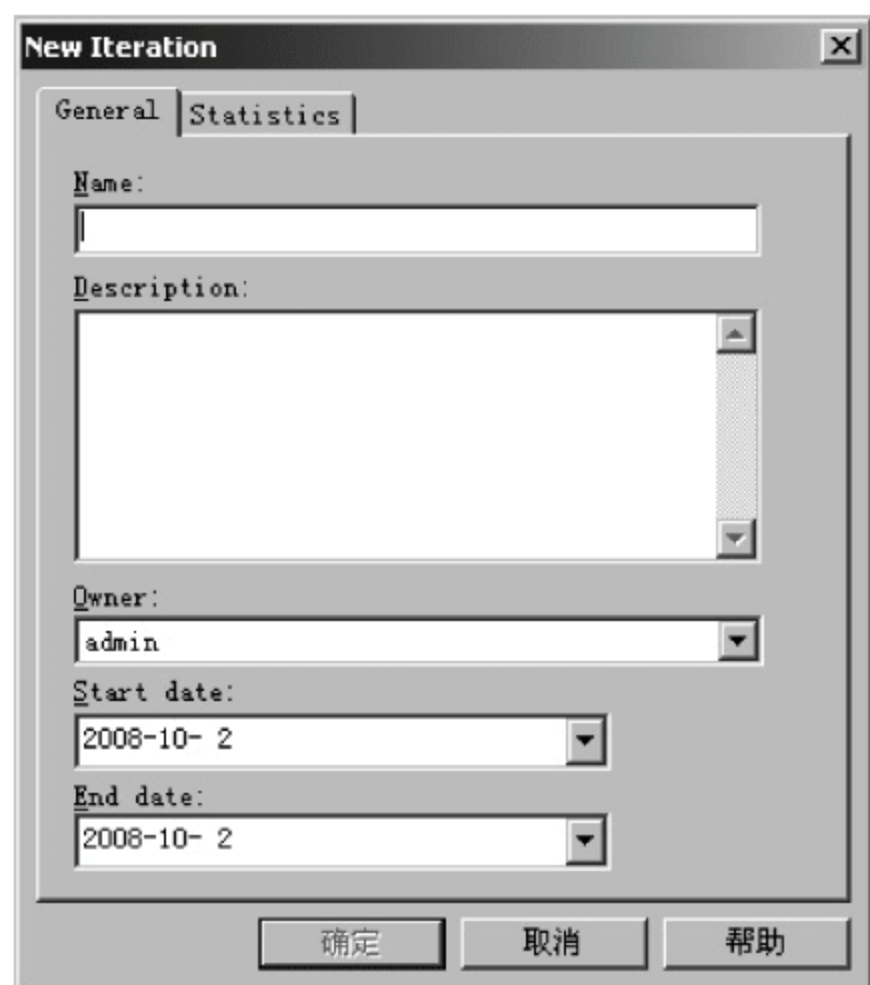 New Iteration
General Statistics
Name:
Description:
Owner:
admin
Start date:
2008-10- 2
End date:
2008-10- 2
确定 取消 帮助